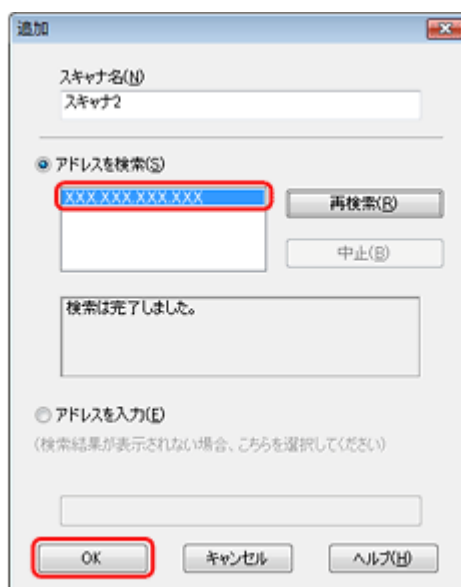 追加
スキャナ名(N)
スキャナ2
アドレスを検索(S)
XXX.XXX.XXX.XXX
再検索(R)
中止(B)
検索は完了しました。
アドレスを入力(E)
(検索結果が表示されない場合、こちらを選択してください)
OK
キャンセル
ヘルプ(H)